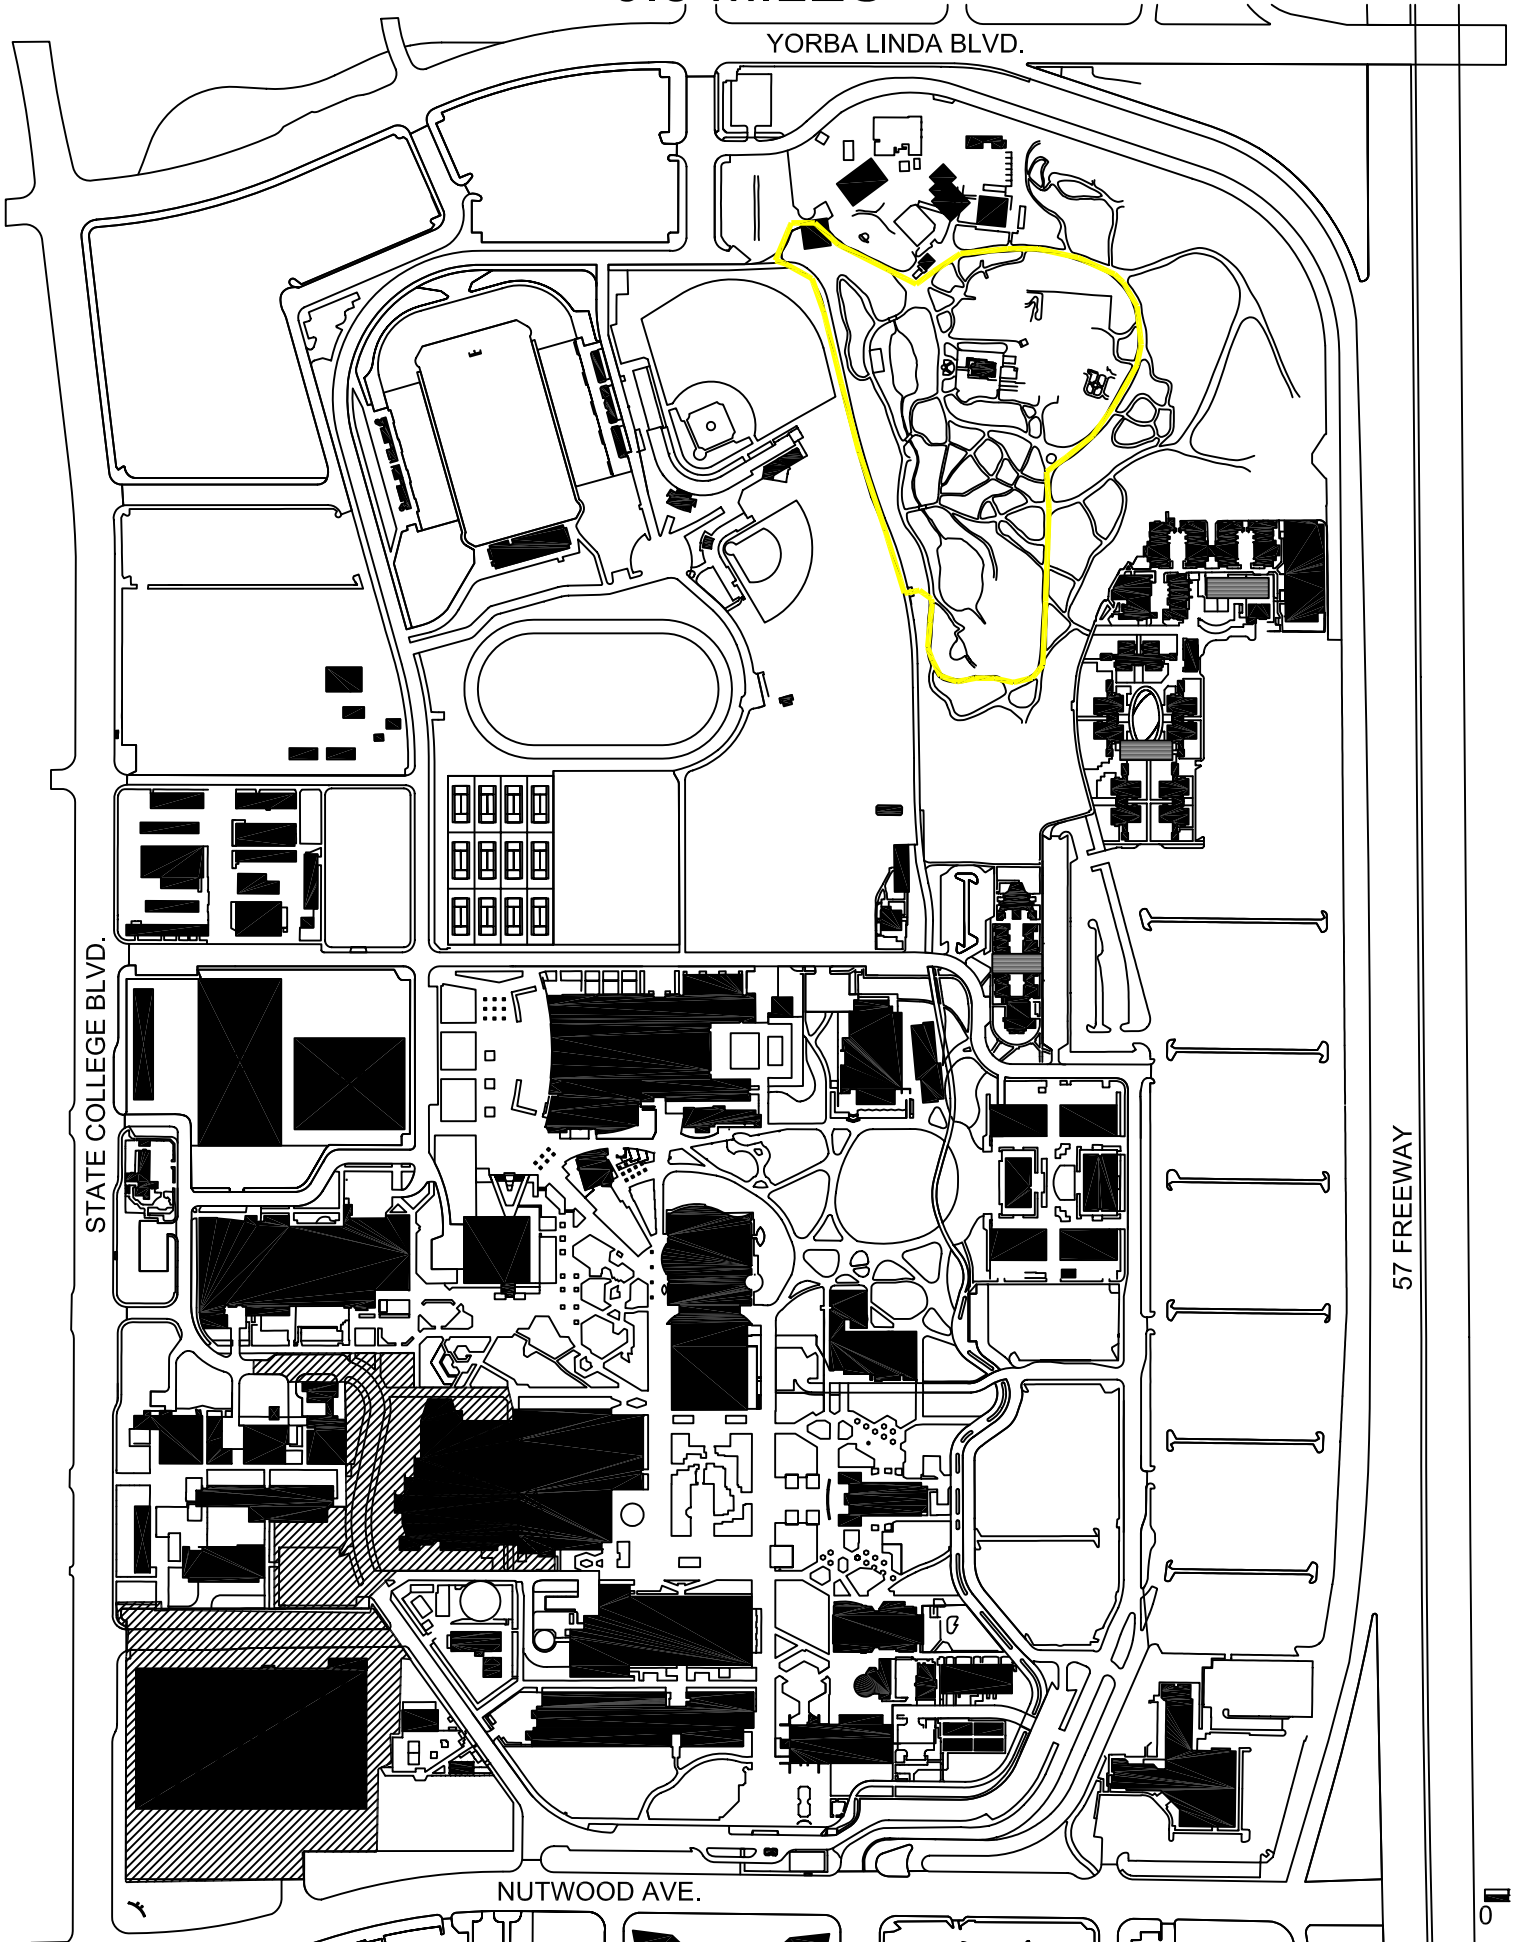 YORBA LINDA BLVD.
STATE COLLEGE BLVD.
57 FREEWAY
NUTWOOD AVE.
0